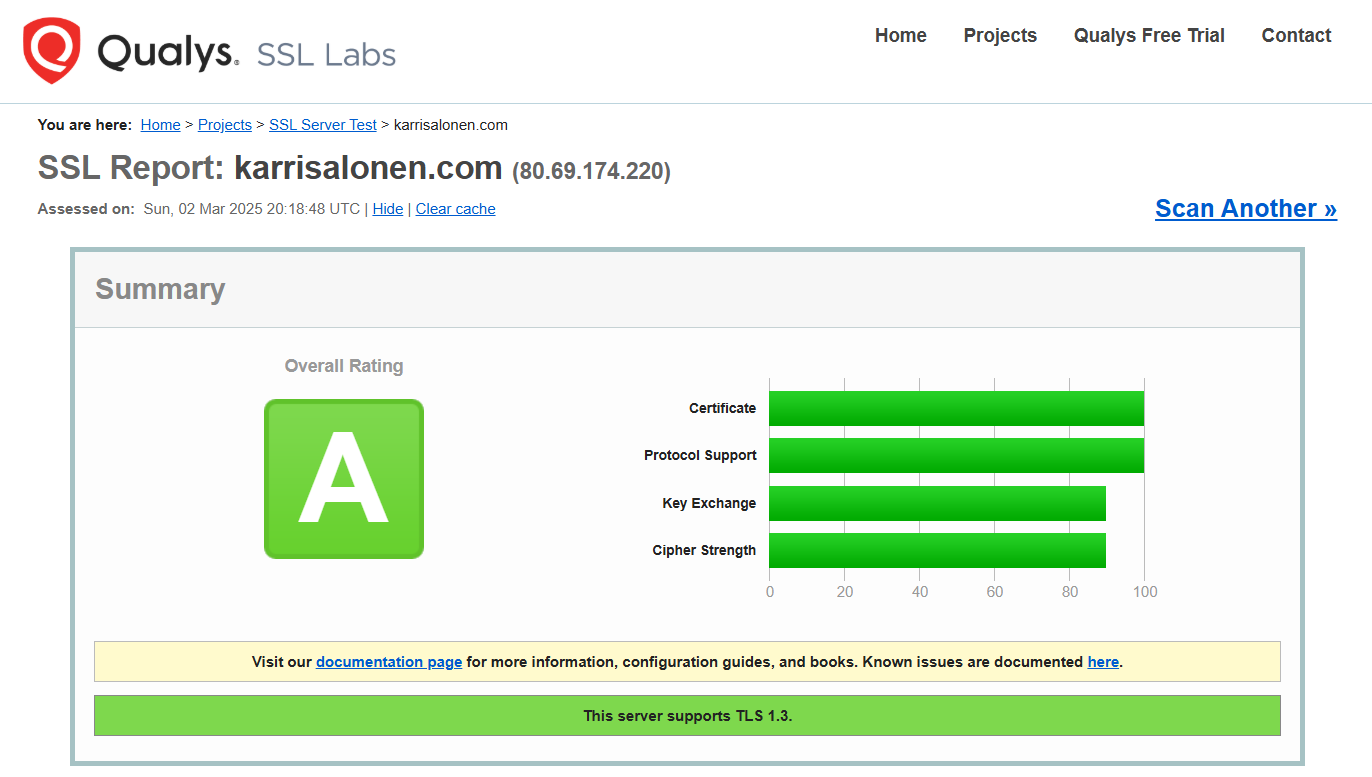 Qualys. SSL Labs
Home Projects Qualys Free Trial Contact
You are here: Home > Projects > SSL Server Test > karrisalonen.com
SSL Report: karrisalonen.com (80.69.174.220)
Assessed on: Sun, 02 Mar 2025 20:18:48 UTC | Hide | Clear cache
Scan Another »
Summary
Overall Rating
A
Certificate
Protocol Support
Key Exchange
Cipher Strength
0 20 40 60 80 100
Visit our documentation page for more information, configuration guides, and books. Known issues are documented here.
This server supports TLS 1.3.